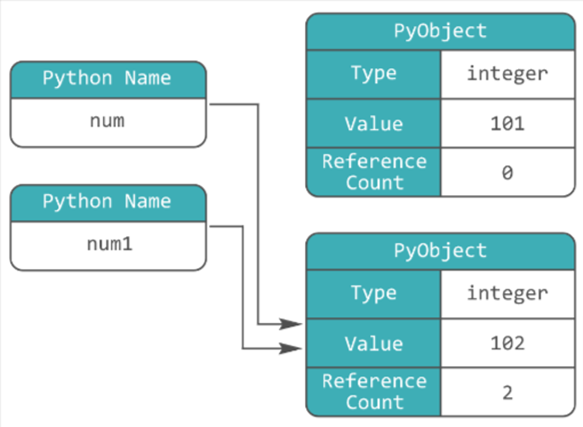 Python Name
num
Python Name
num1
PyObject
Type integer
Value 101
Reference
Count 0
PyObject
Type integer
Value 102
Reference
Count 2